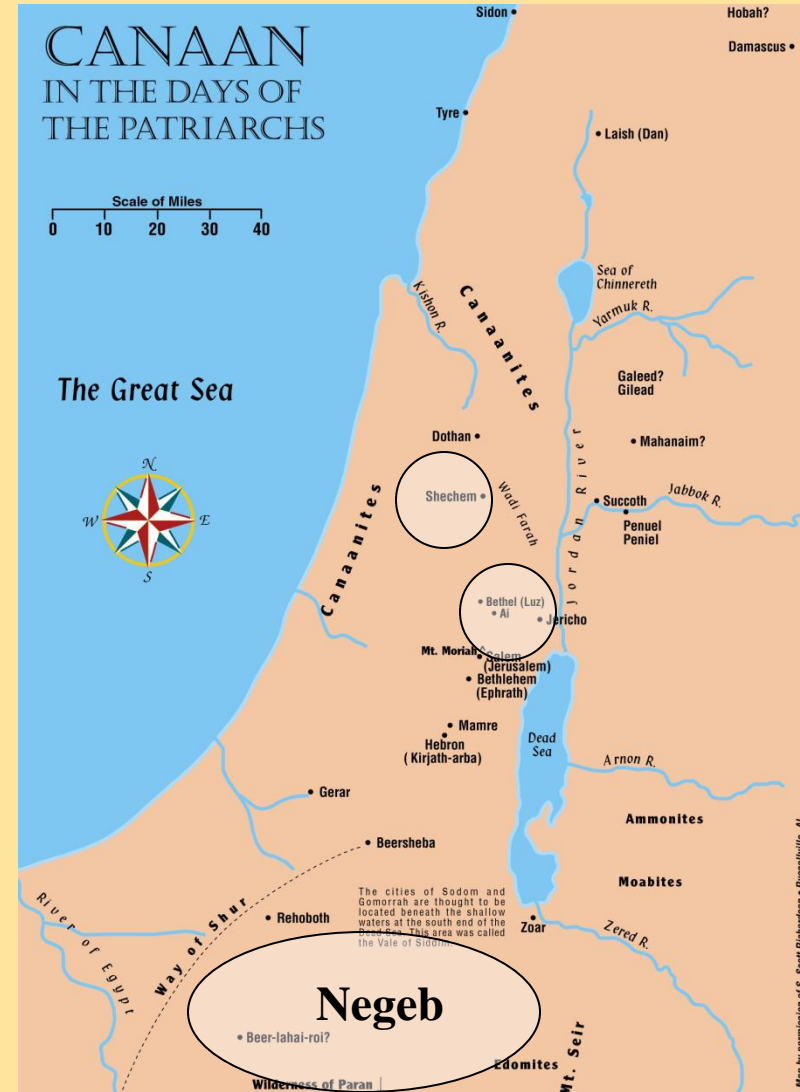 CANAAN
IN THE DAYS OF
THE PATRIARCHS
Sidon
Hobah?
Damascus
Tyre
Laish (Dan)
Scale of Miles
0 10 20 30 40
Sea of
Chinnereth
Kishon R.
Canaanites
Yarmuk R.
The Great Sea
Galeed?
Gilead
Dothan
Mahanaim?
N
W E
S
Shechem
Wadi Farah
Jordan River
Succoth
Jabbok R.
Penuel
Peniel
Canaanites
Bethel (Luz)
Ai
Jericho
Mt. Moriah
Salem
(Jerusalem)
Bethlehem
(Ephrath)
Mamre
Hebron
(Kirjath-arba)
Dead
Sea
Arnon R.
Gerar
Ammonites
Beersheba
Moabites
The cities of Sodom and
Gomorrah are thought to be
located beneath the shallow
waters at the south end of the
Dead Sea. This area was called
the Vale of Siddim.
River of Egypt
Way of Shur
Rehoboth
Zoar
Zered R.
Negeb
Beer-lahai-roi?
Edomites
Mt. Seir
Wilderness of Paran